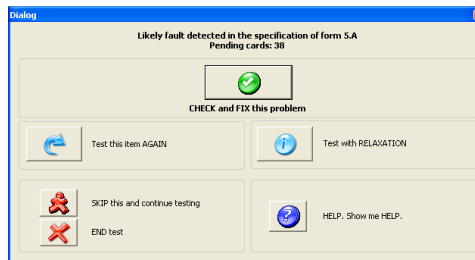 Dialog
Likely fault detected in the specification of form 5.A
Pending cards: 38
CHECK and FIX this problem
Test this item AGAIN
Test with RELAXATION
SKIP this and continue testing
END test
HELP. Show me HELP.